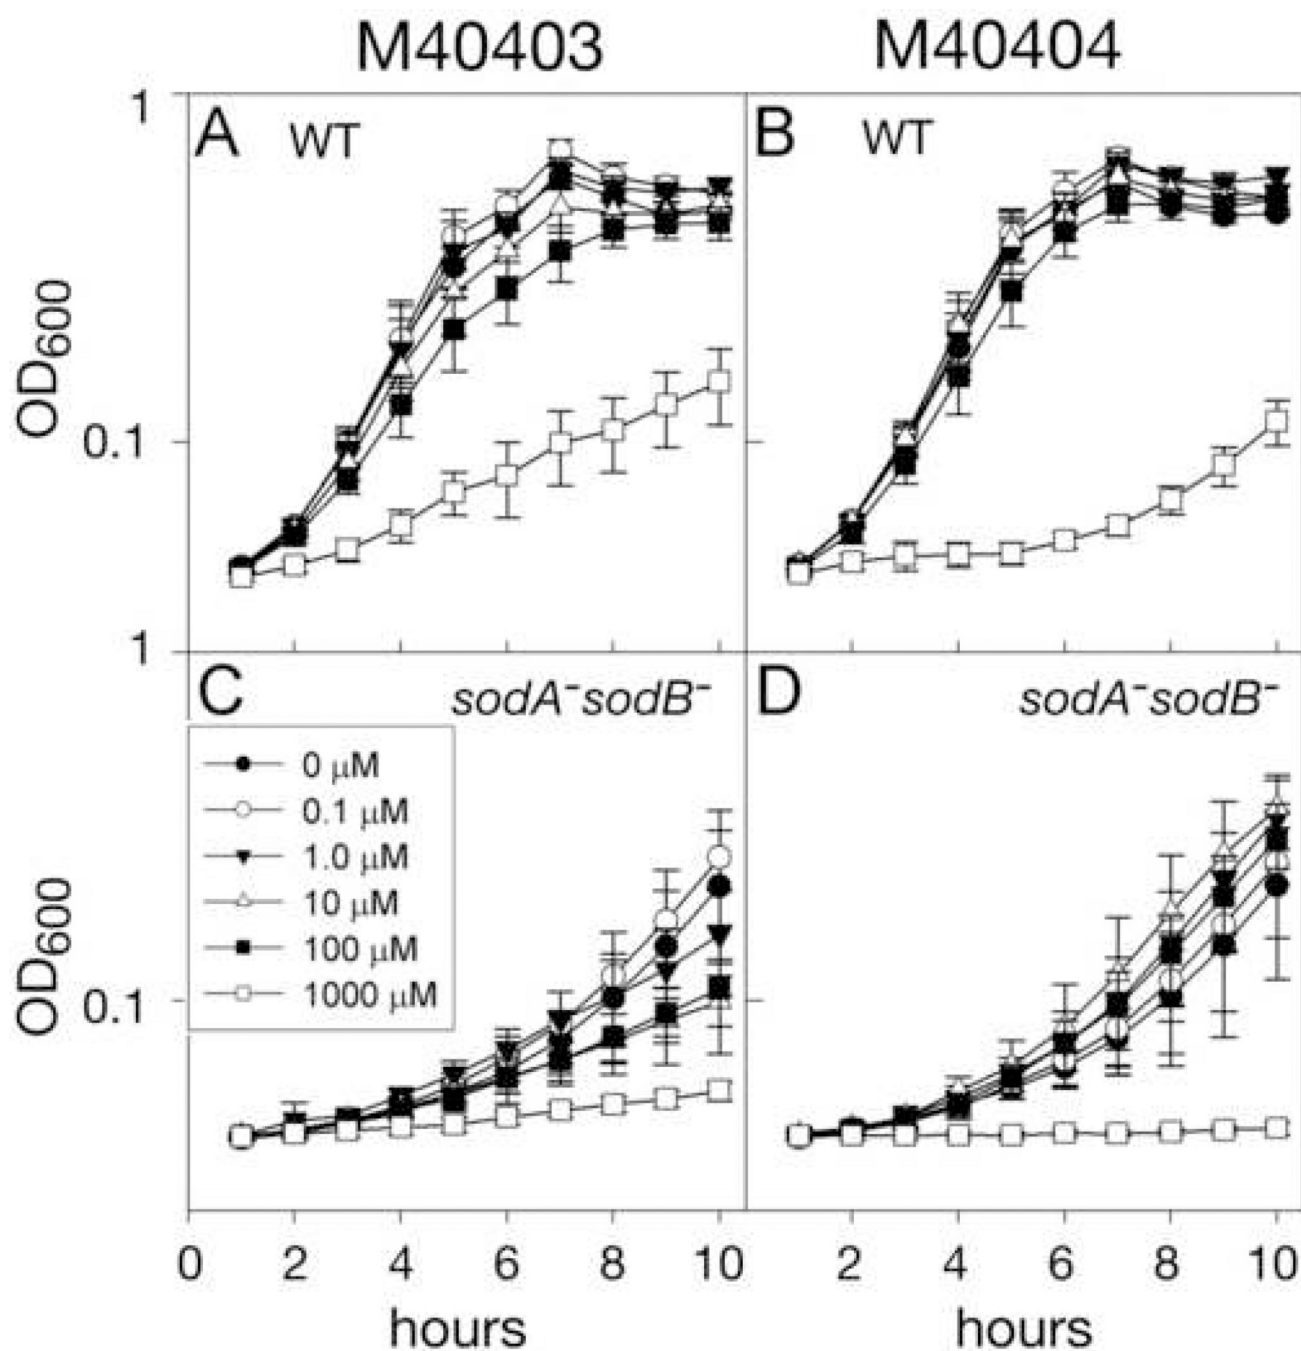 M40403 M40404
1 A WT B WT
OD600
0.1
1
C sodA⁻sodB⁻ D sodA⁻sodB⁻
0 μM
0.1 μM
1.0 μM
10 μM
100 μM
1000 μM
OD600
0.1
0 2 4 6 8 10 2 4 6 8 10
hours hours